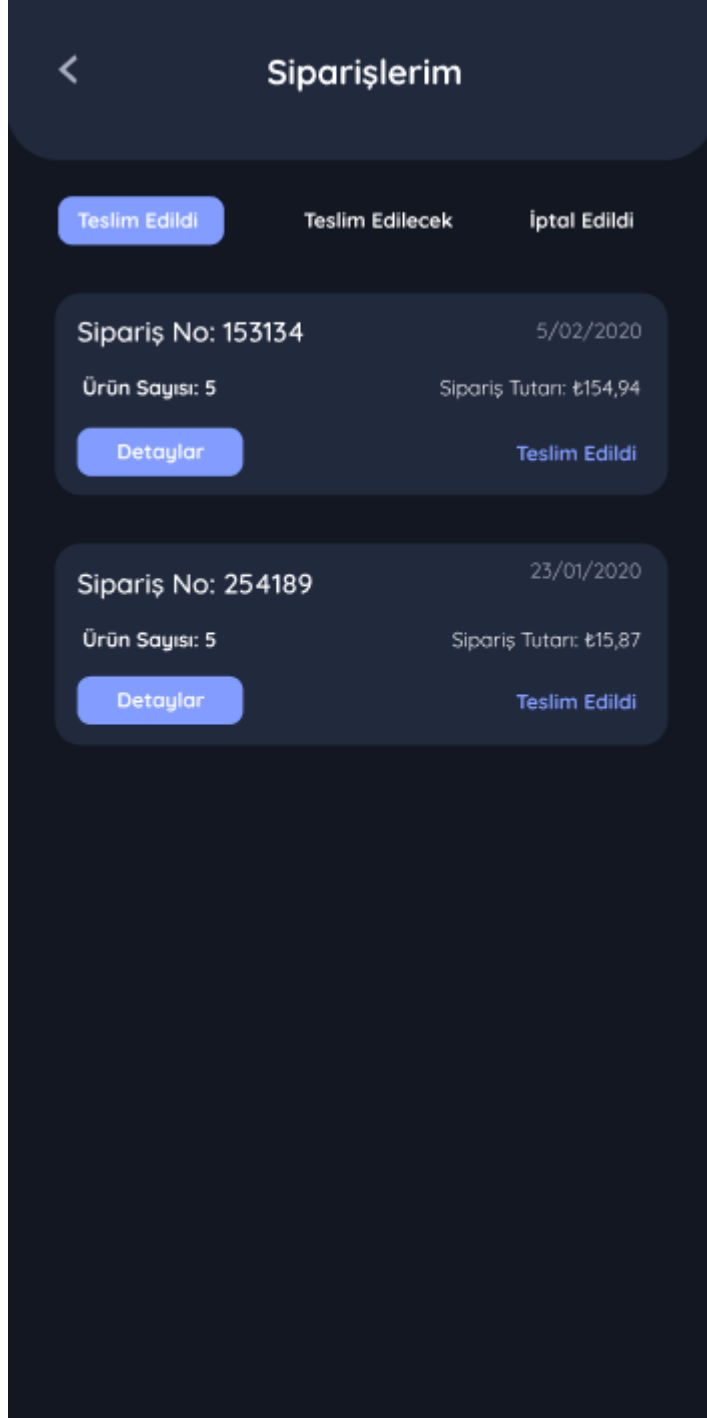 Siparişlerim
Teslim Edildi Teslim Edilecek İptal Edildi
Sipariş No: 153134 5/02/2020
Ürün Sayısı: 5 Sipariş Tutarı: ₺154,94
Detaylar Teslim Edildi
Sipariş No: 254189 23/01/2020
Ürün Sayısı: 5 Sipariş Tutarı: ₺15,87
Detaylar Teslim Edildi